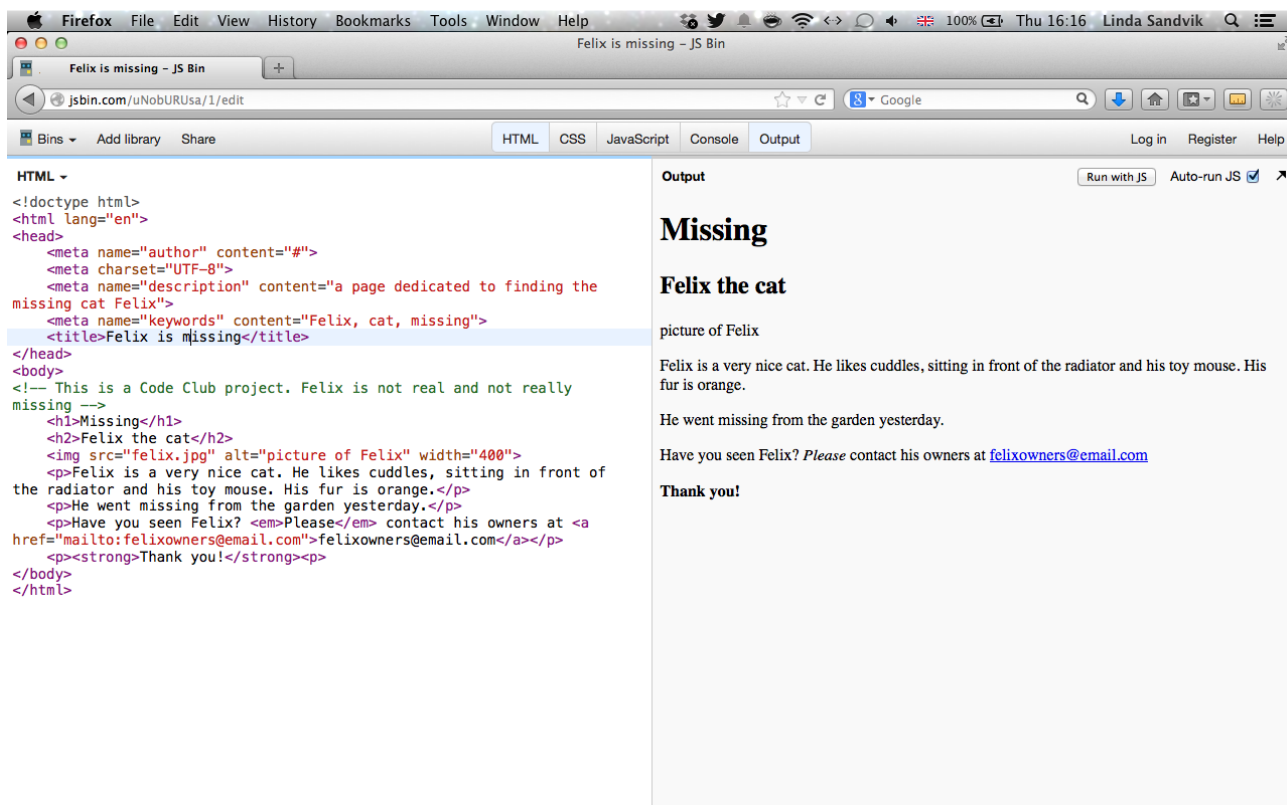 Firefox File Edit View History Bookmarks Tools Window Help 100% Thu 16:16 Linda Sandvik
Felix is missing – JS Bin
Felix is missing – JS Bin +
jsbin.com/uNobURUsa/1/edit 8 Google
Bins Add library Share HTML CSS JavaScript Console Output Log in Register Help
HTML
<!doctype html>
<html lang="en">
<head>
    <meta name="author" content="#">
    <meta charset="UTF-8">
    <meta name="description" content="a page dedicated to finding the
missing cat Felix">
    <meta name="keywords" content="Felix, cat, missing">
    <title>Felix is missing</title>
</head>
<body>
<!-- This is a Code Club project. Felix is not real and not really
missing -->
    <h1>Missing</h1>
    <h2>Felix the cat</h2>
    <img src="felix.jpg" alt="picture of Felix" width="400">
    <p>Felix is a very nice cat. He likes cuddles, sitting in front of
the radiator and his toy mouse. His fur is orange.</p>
    <p>He went missing from the garden yesterday.</p>
    <p>Have you seen Felix? <em>Please</em> contact his owners at <a
href="mailto:felixowners@email.com">felixowners@email.com</a></p>
    <p><strong>Thank you!</strong><p>
</body>
</html>
Output Run with JS Auto-run JS
Missing
Felix the cat
picture of Felix
Felix is a very nice cat. He likes cuddles, sitting in front of the radiator and his toy mouse. His
fur is orange.
He went missing from the garden yesterday.
Have you seen Felix? Please contact his owners at felixowners@email.com
Thank you!